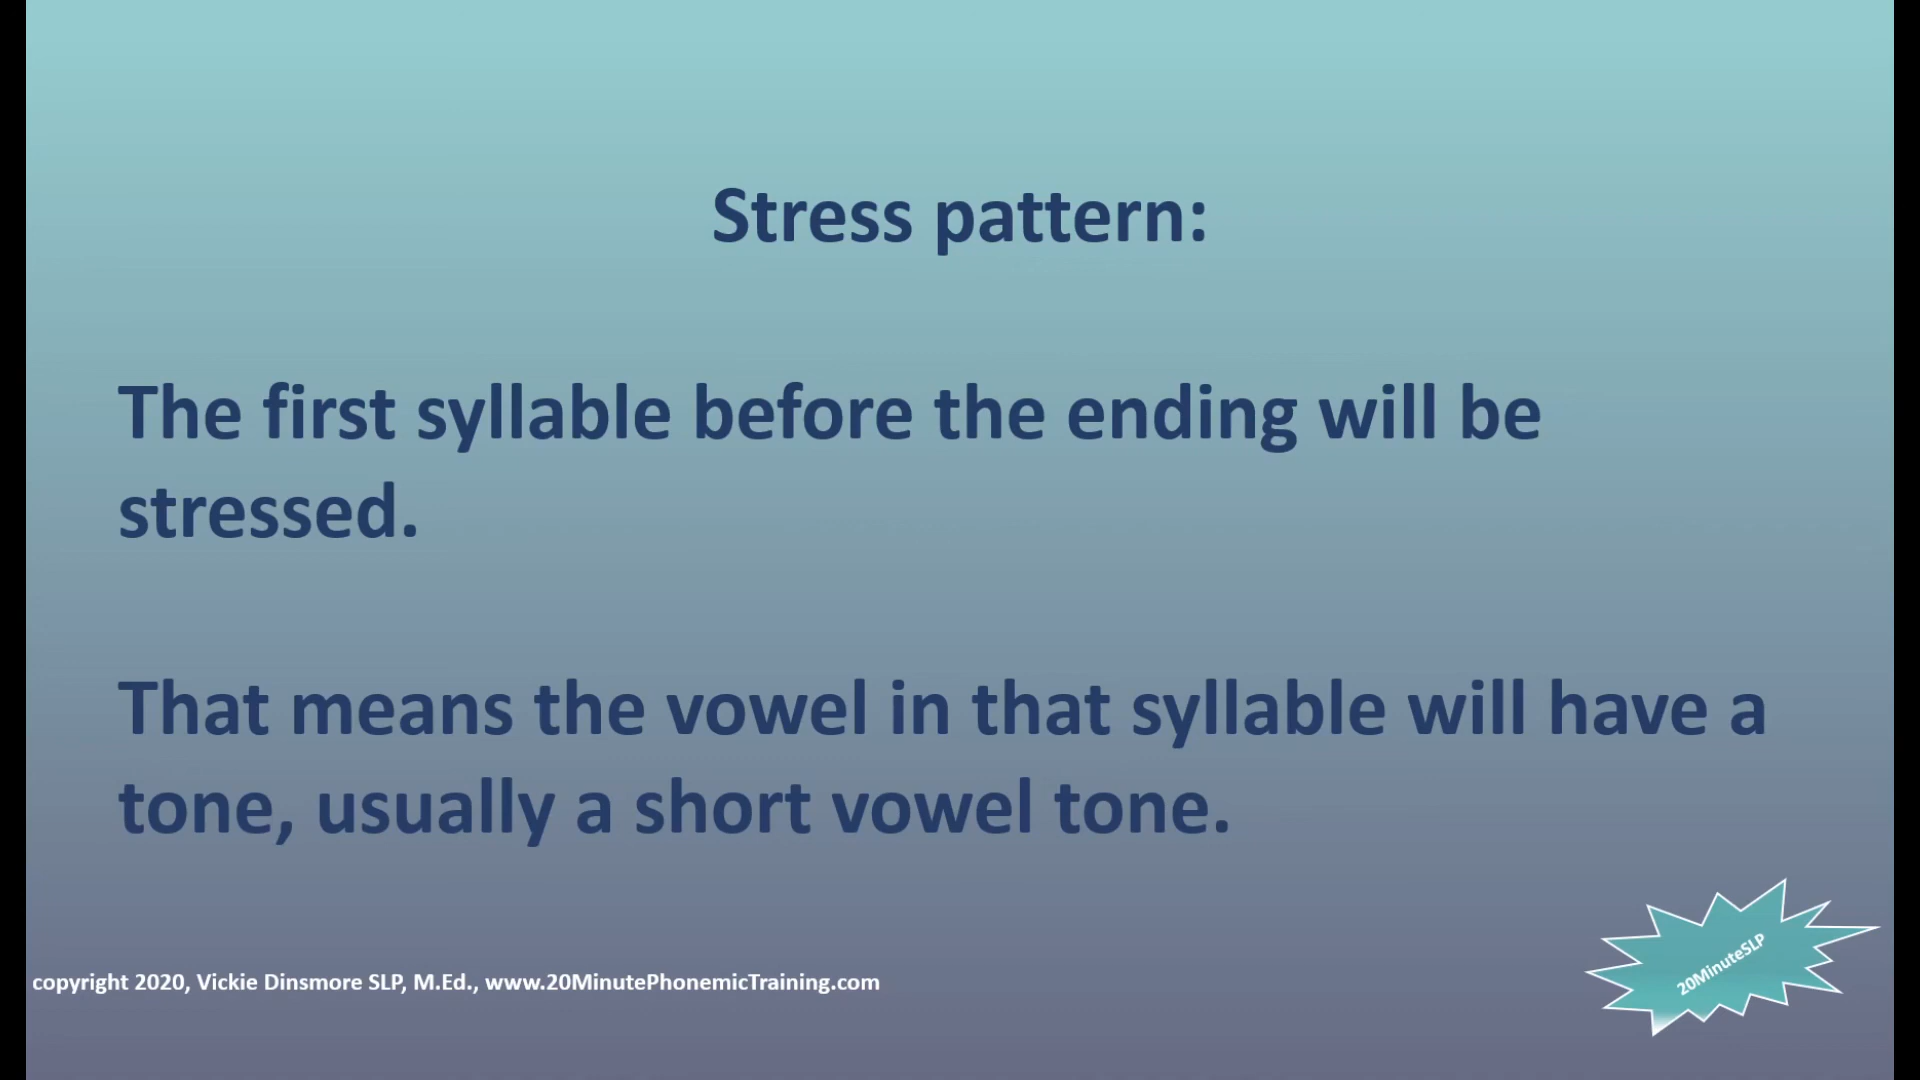 Stress pattern:
The first syllable before the ending will be
stressed.
That means the vowel in that syllable will have a
tone, usually a short vowel tone.
copyright 2020, Vickie Dinsmore SLP, M.Ed., www.20MinutePhonemicTraining.com
20MinuteSLP